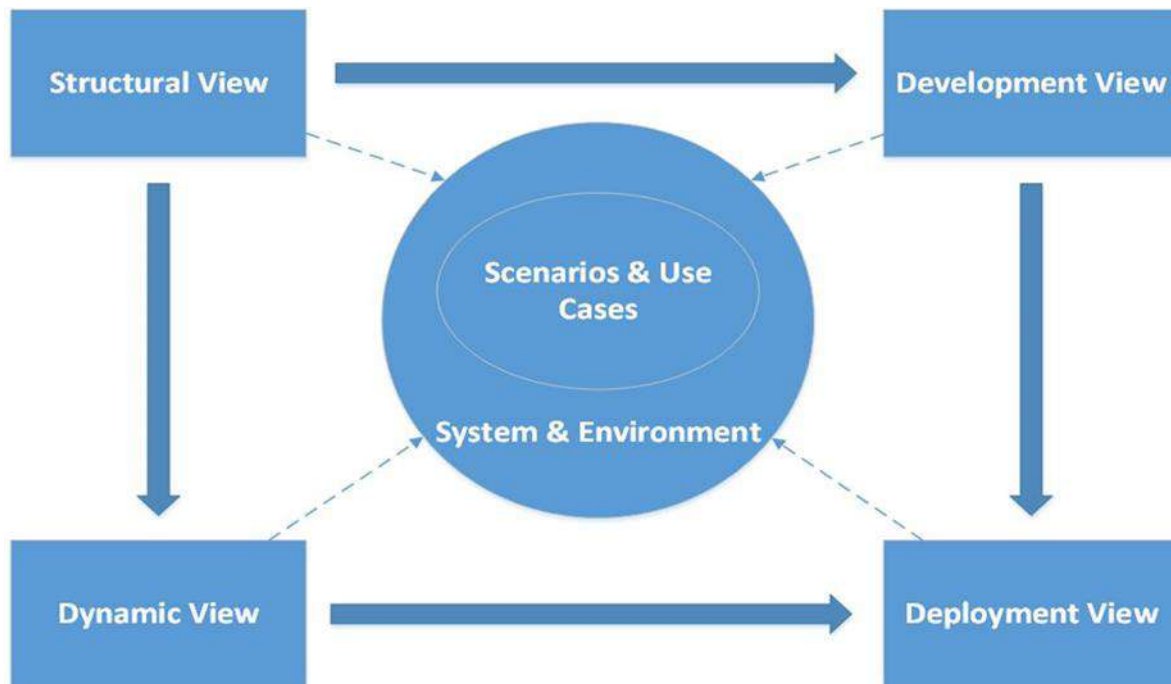 Structural View
Development View
Scenarios & Use
Cases
System & Environment
Dynamic View
Deployment View